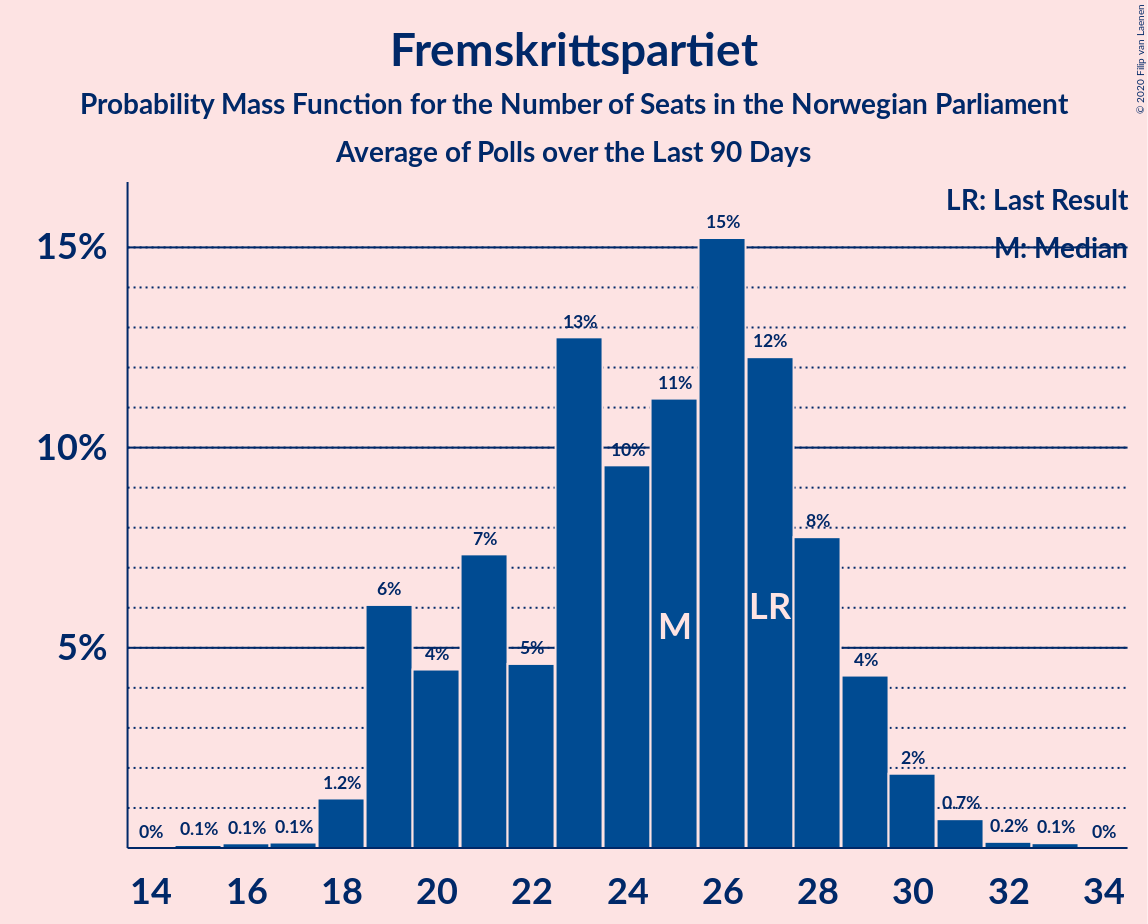 Fremskrittspartiet
Probability Mass Function for the Number of Seats in the Norwegian Parliament
Average of Polls over the Last 90 Days
© 2020 Filip van Laenen
LR: Last Result
M: Median
15%
10%
5%
0%
0.1%
0.1%
0.1%
1.2%
6%
4%
7%
5%
13%
10%
11%
15%
12%
8%
4%
2%
0.7%
0.2%
0.1%
0%
M
LR
14 16 18 20 22 24 26 28 30 32 34